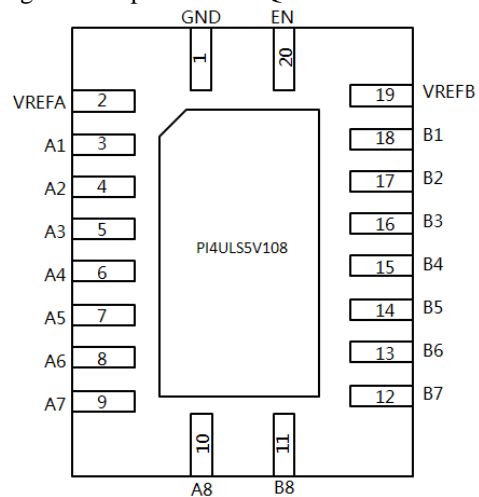 GND EN
1 20
VREFA 2 19 VREFB
A1 3 18 B1
A2 4 17 B2
A3 5 16 B3
PI4ULS5V108
A4 6 15 B4
A5 7 14 B5
A6 8 13 B6
A7 9 12 B7
10 11
A8 B8